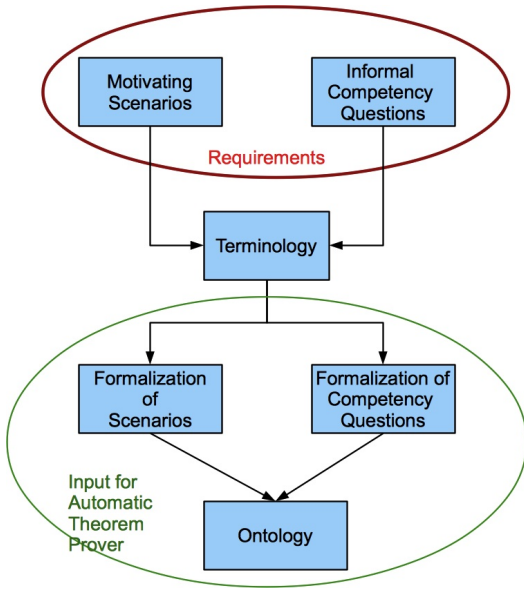 Motivating
Scenarios
Informal
Competency
Questions
Requirements
Terminology
Formalization
of
Scenarios
Formalization of
Competency
Questions
Input for
Automatic
Theorem
Prover
Ontology